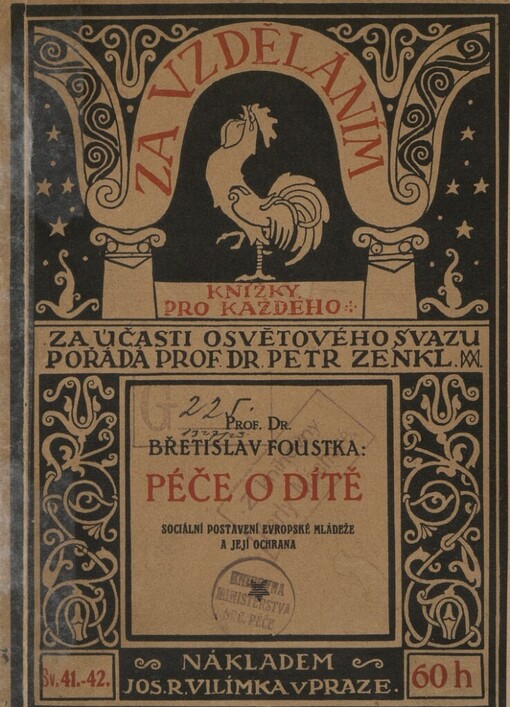 ZA VZDĚLÁNÍM
KNÍŽKY
PRO KAŽDÉHO
ZA ÚČASTI OSVĚTOVÉHO SVAZU
POŘÁDÁ PROF. DR. PETR ZENKL.
225.
PROF. DR.
BŘETISLAV FOUSTKA:
PÉČE O DÍTĚ
SOCIÁLNÍ POSTAVENÍ EVROPSKÉ MLÁDEŽE
A JEJÍ OCHRANA
KNIHOVNA
MINISTERSTVA
SOC. PÉČE
Sv. 41.-42.
NÁKLADEM
JOS. R. VILÍMKA V PRAZE.
60 h